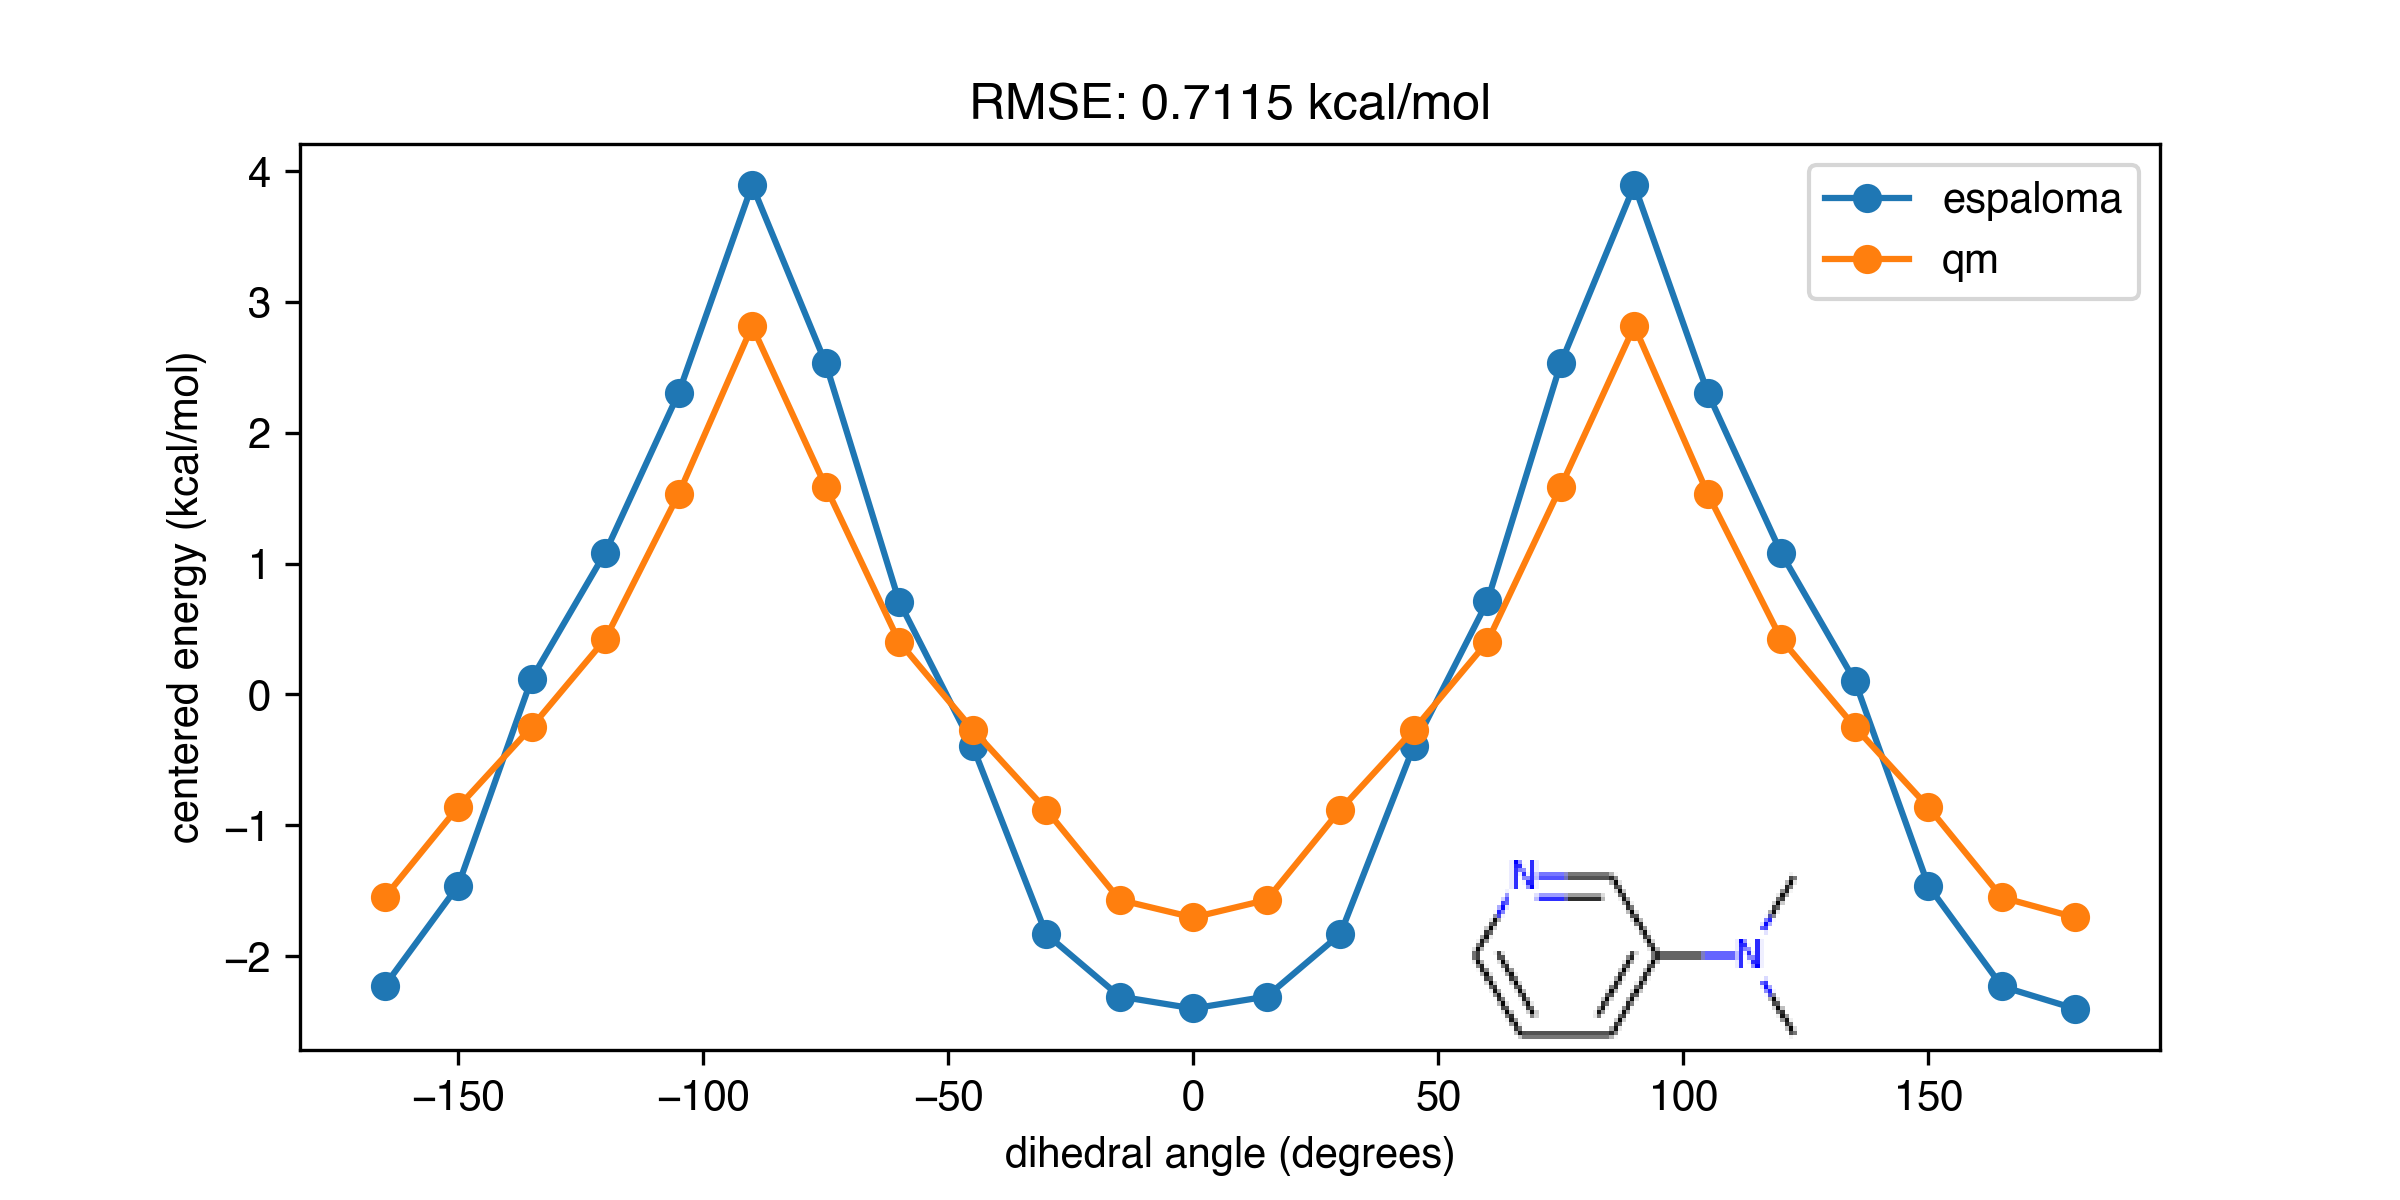 RMSE: 0.7115 kcal/mol
4
3
2
1
0
−1
−2
centered energy (kcal/mol)
espaloma
qm
N
N
−150
−100
−50
0
50
100
150
dihedral angle (degrees)